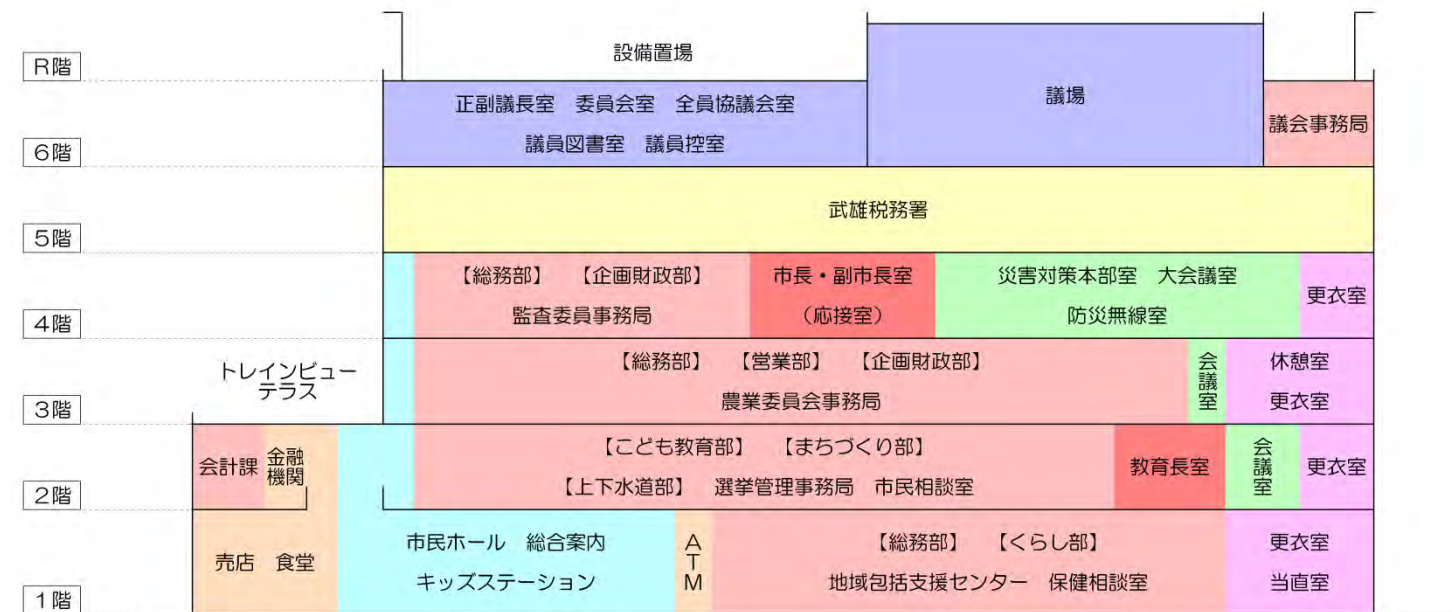 R階
設備置場
正副議長室　委員会室　全員協議会室
議員図書室　議員控室
議場
議会事務局
6階
武雄税務署
5階
【総務部】　【企画財政部】
監査委員事務局
市長・副市長室
（応接室）
災害対策本部室　大会議室
防災無線室
更衣室
4階
トレインビュー
テラス
【総務部】　【営業部】　【企画財政部】
農業委員会事務局
会議室
休憩室
更衣室
3階
会計課
金融
機関
【こども教育部】　【まちづくり部】
【上下水道部】　選挙管理事務局　市民相談室
教育長室
会議室
更衣室
2階
売店　食堂
市民ホール　総合案内
キッズステーション
ATM
【総務部】　【くらし部】
地域包括支援センター　保健相談室
更衣室
当直室
1階